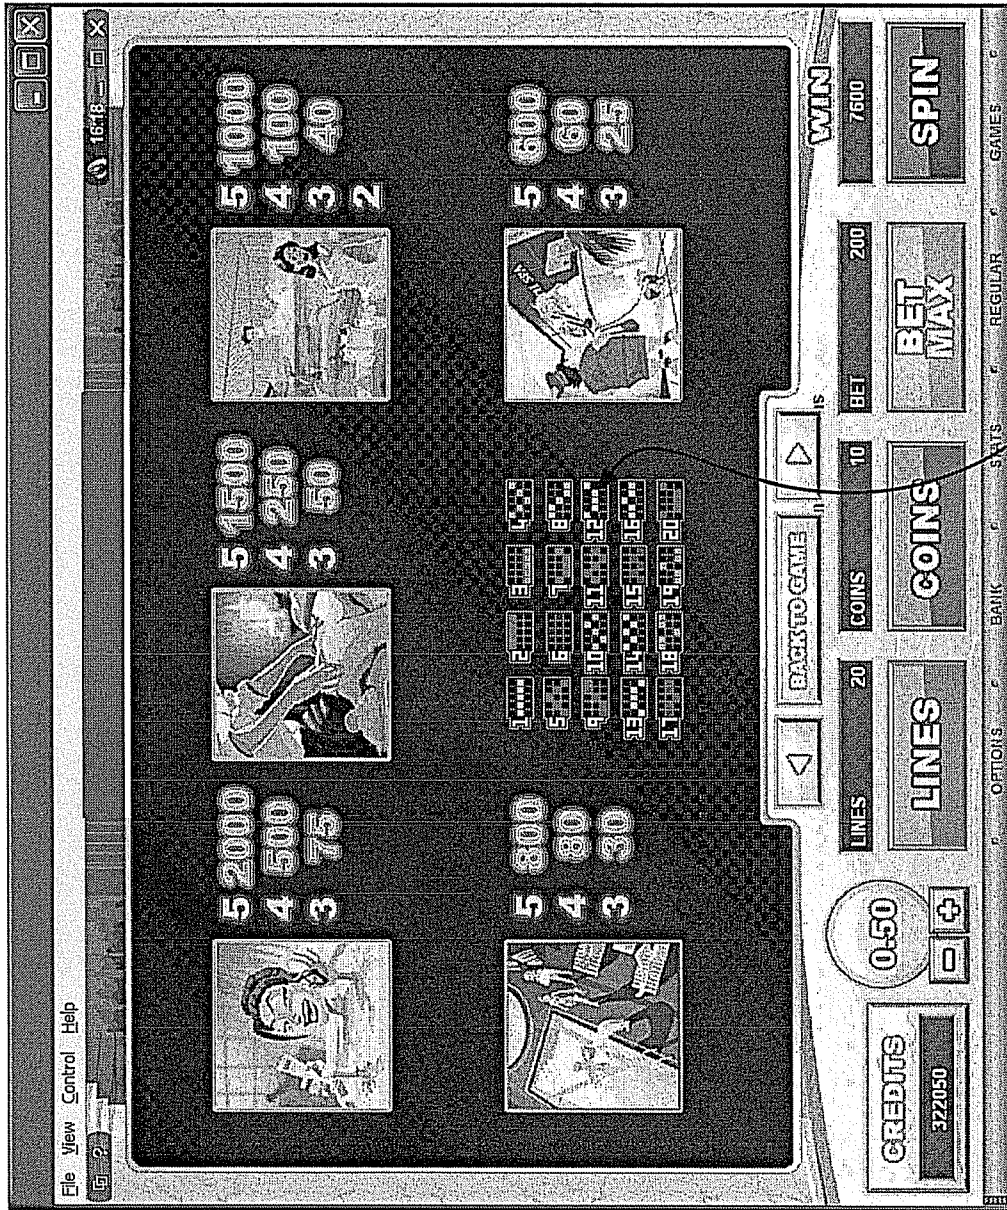 File View Control Help
16:18
5 2000
4 500
3 75
5 1500
4 250
3 50
5 1000
4 100
3 40
2
5 800
4 80
3 30
1 2 3 4
5 6 7 8
9 10 11 12
13 14 15 16
17 18 19 20
5 600
4 60
3 25
BACK TO GAME
WIN
CREDITS
322050
0.50
- +
LINES 20
COINS 10
BET 200
7600
LINES
COINS
BET MAX
SPIN
OPTIONS BANK STATS REGULAR GAMES